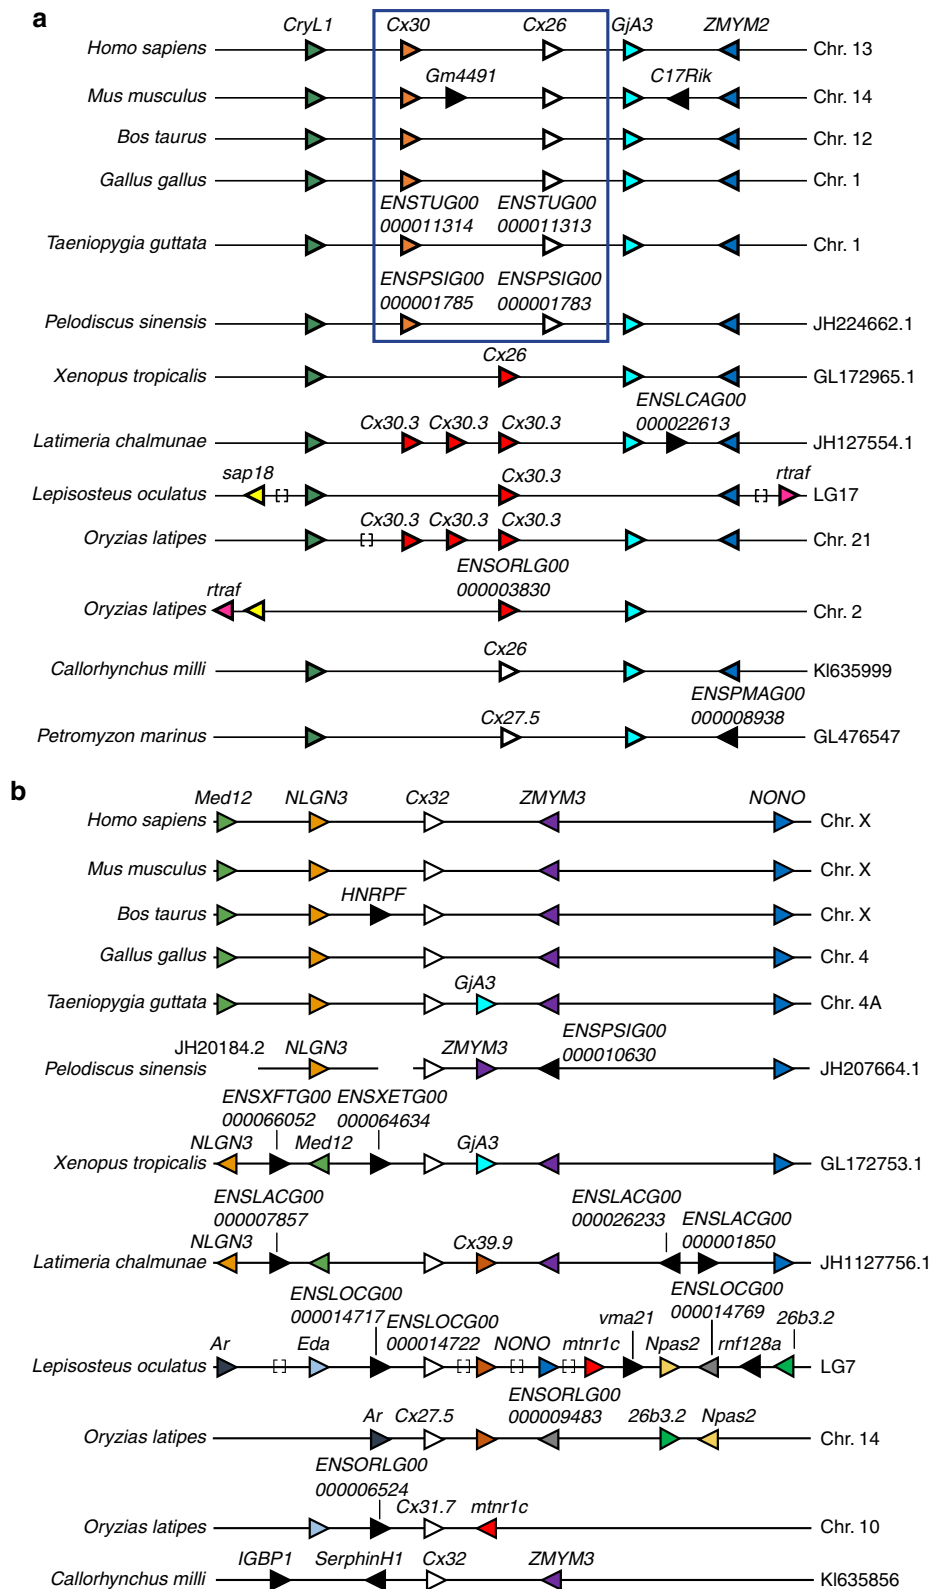 a
CryL1 Cx30 Cx26 GjA3 ZMYM2
Homo sapiens Chr. 13
Gm4491 C17Rik
Mus musculus Chr. 14
Bos taurus Chr. 12
Gallus gallus Chr. 1
ENSTUG00 ENSTUG00
000011314 000011313
Taeniopygia guttata Chr. 1
ENSPSIG00 ENSPSIG00
000001785 000001783
Pelodiscus sinensis JH224662.1
Cx26
Xenopus tropicalis GL172965.1
ENSLCAG00
000022613
Cx30.3 Cx30.3 Cx30.3
Latimeria chalmunae JH127554.1
sap18 Cx30.3 rtraf
Lepisosteus oculatus LG17
Cx30.3 Cx30.3 Cx30.3
Oryzias latipes Chr. 21
ENSORLG00
000003830
rtraf
Oryzias latipes Chr. 2
Cx26
Callorhynchus milli KI635999
ENSPMAG00
000008938
Cx27.5
Petromyzon marinus GL476547
b
Med12 NLGN3 Cx32 ZMYM3 NONO
Homo sapiens Chr. X
Mus musculus Chr. X
HNRPF
Bos taurus Chr. X
Gallus gallus Chr. 4
GjA3
Taeniopygia guttata Chr. 4A
ENSPSIG00
000010630
JH20184.2 NLGN3 ZMYM3
Pelodiscus sinensis JH207664.1
ENSXFTG00 ENSXETG00
000066052 000064634
NLGN3 Med12 GjA3
Xenopus tropicalis GL172753.1
ENSLACG00 ENSLACG00
000007857 000026233 ENSLACG00
000001850
NLGN3 Cx39.9
Latimeria chalmunae JH1127756.1
ENSLOCG00 ENSLOCG00
000014717 000014769
ENSLOCG00 vma21 26b3.2
000014722
Ar Eda NONO mtnr1c Npas2 rnf128a
Lepisosteus oculatus LG7
ENSORLG00
000009483
Ar Cx27.5 26b3.2 Npas2
Oryzias latipes Chr. 14
ENSORLG00
000006524
Cx31.7 mtnr1c
Oryzias latipes Chr. 10
IGBP1 SerphinH1 Cx32 ZMYM3
Callorhynchus milli KI635856